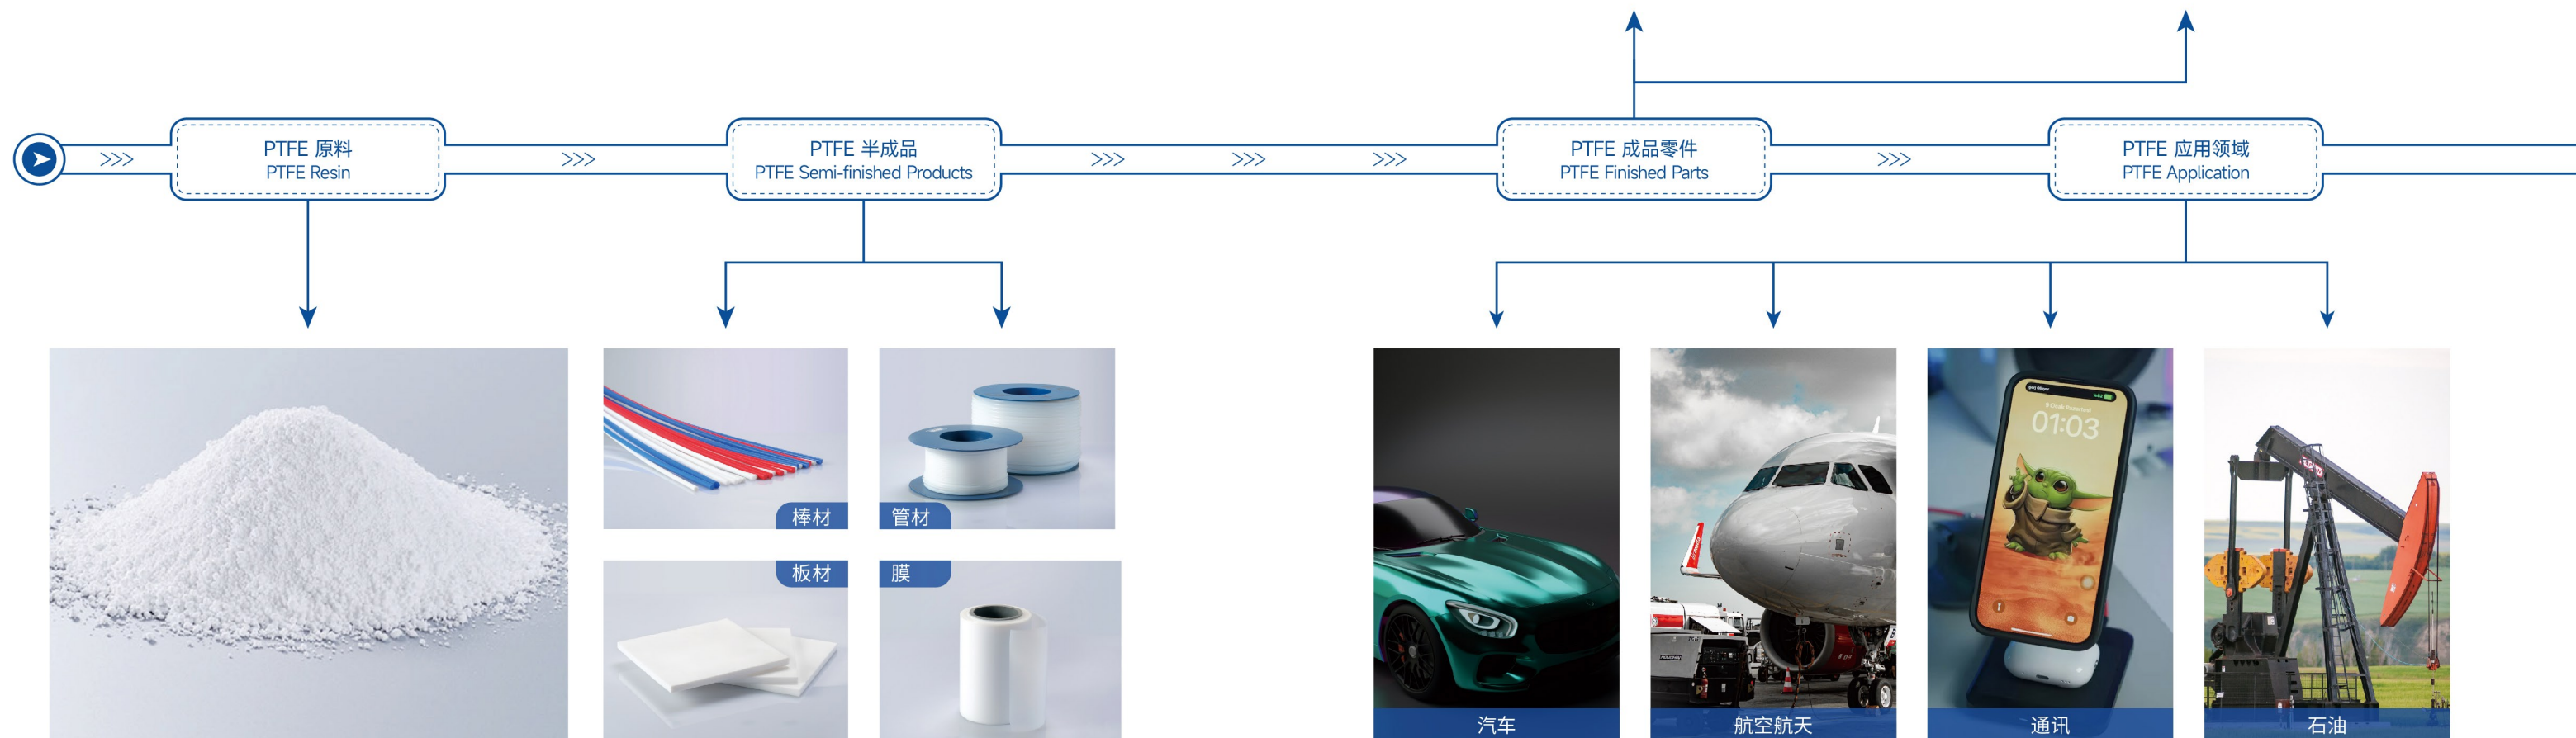 PTFE 原料
PTFE Resin
PTFE 半成品
PTFE Semi-finished Products
PTFE 成品零件
PTFE Finished Parts
PTFE 应用领域
PTFE Application
棒材
管材
板材
膜
01:03
汽车
航空航天
通讯
石油